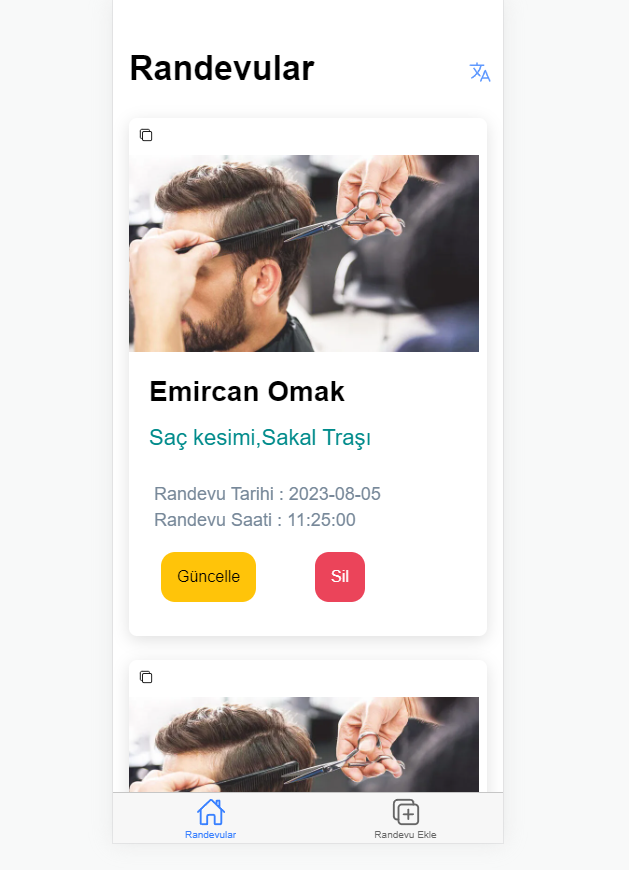 Randevular
Emircan Omak
Saç kesimi,Sakal Traşı
Randevu Tarihi : 2023-08-05
Randevu Saati : 11:25:00
Güncelle
Sil
Randevular
Randevu Ekle